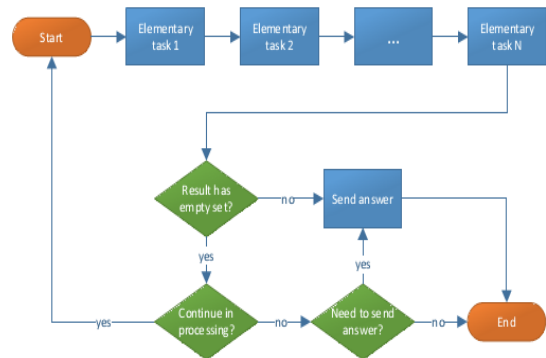 Start
Elementary
task 1
Elementary
task 2
...
Elementary
task N
Result has
empty set?
no
Send answer
yes
yes
Continue in
processing?
yes
no
Need to send
answer?
no
End